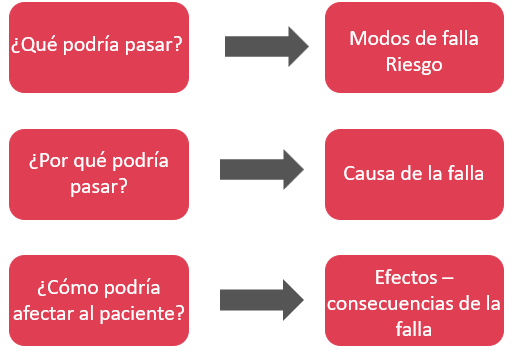 ¿Qué podría pasar?
Modos de falla
Riesgo
¿Por qué podría
pasar?
Causa de la falla
¿Cómo podría
afectar al paciente?
Efectos –
consecuencias de la
falla